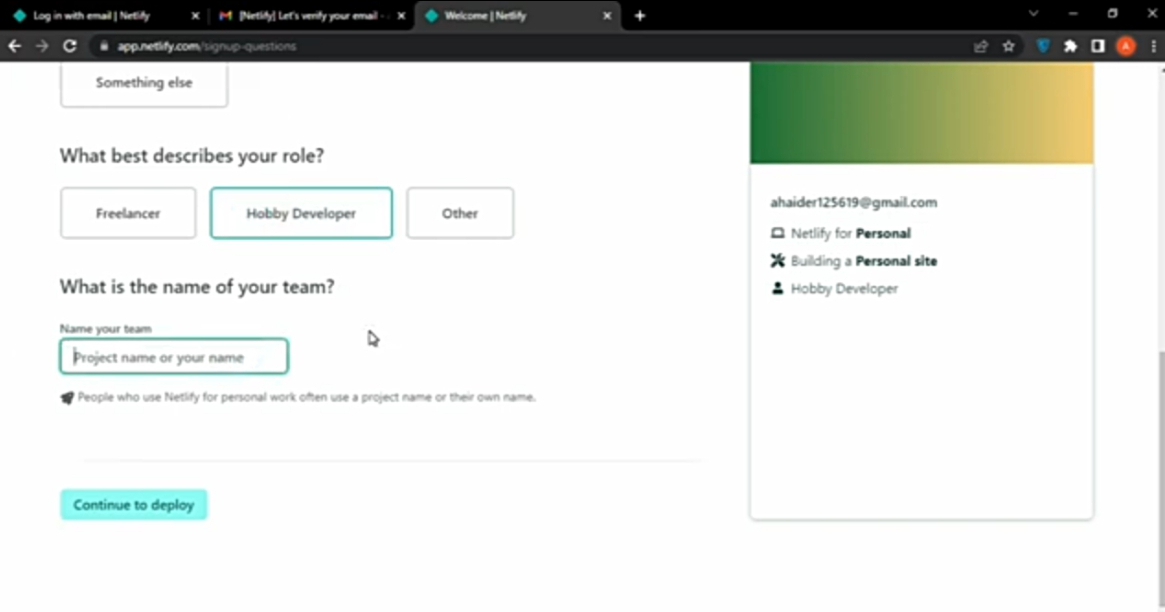 Log in with email | Netlify
[Netlify] Let's verify your email -
Welcome | Netlify
app.netlify.com/signup-questions
A
Something else
What best describes your role?
Freelancer
Hobby Developer
Other
What is the name of your team?
Name your team
Project name or your name
People who use Netlify for personal work often use a project name or their own name.
Continue to deploy
ahaider125619@gmail.com
Netlify for Personal
Building a Personal site
Hobby Developer